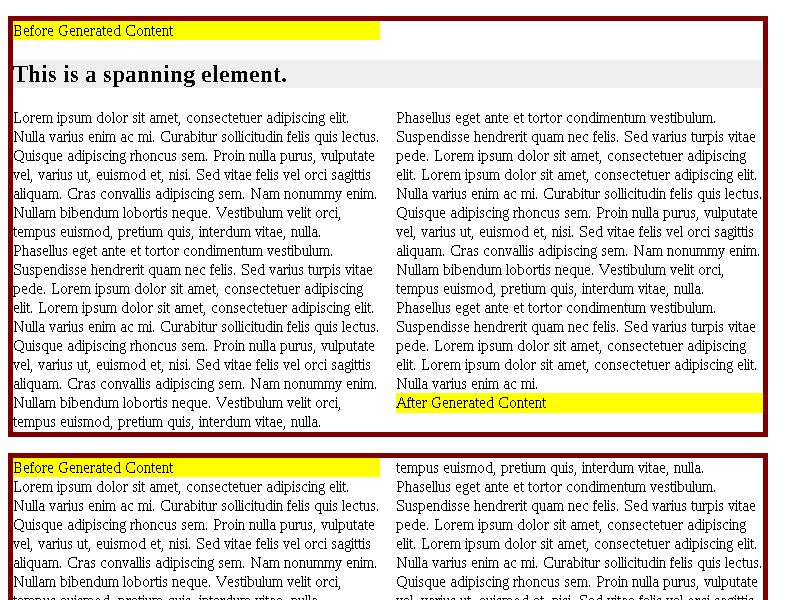 Before Generated Content
This is a spanning element.
Lorem ipsum dolor sit amet, consectetuer adipiscing elit.
Nulla varius enim ac mi. Curabitur sollicitudin felis quis lectus.
Quisque adipiscing rhoncus sem. Proin nulla purus, vulputate
vel, varius ut, euismod et, nisi. Sed vitae felis vel orci sagittis
aliquam. Cras convallis adipiscing sem. Nam nonummy enim.
Nullam bibendum lobortis neque. Vestibulum velit orci,
tempus euismod, pretium quis, interdum vitae, nulla.
Phasellus eget ante et tortor condimentum vestibulum.
Suspendisse hendrerit quam nec felis. Sed varius turpis vitae
pede. Lorem ipsum dolor sit amet, consectetuer adipiscing
elit. Lorem ipsum dolor sit amet, consectetuer adipiscing elit.
Nulla varius enim ac mi. Curabitur sollicitudin felis quis lectus.
Quisque adipiscing rhoncus sem. Proin nulla purus, vulputate
vel, varius ut, euismod et, nisi. Sed vitae felis vel orci sagittis
aliquam. Cras convallis adipiscing sem. Nam nonummy enim.
Nullam bibendum lobortis neque. Vestibulum velit orci,
tempus euismod, pretium quis, interdum vitae, nulla.
Phasellus eget ante et tortor condimentum vestibulum.
Suspendisse hendrerit quam nec felis. Sed varius turpis vitae
pede. Lorem ipsum dolor sit amet, consectetuer adipiscing
elit. Lorem ipsum dolor sit amet, consectetuer adipiscing elit.
Nulla varius enim ac mi. Curabitur sollicitudin felis quis lectus.
Quisque adipiscing rhoncus sem. Proin nulla purus, vulputate
vel, varius ut, euismod et, nisi. Sed vitae felis vel orci sagittis
aliquam. Cras convallis adipiscing sem. Nam nonummy enim.
Nullam bibendum lobortis neque. Vestibulum velit orci,
tempus euismod, pretium quis, interdum vitae, nulla.
Phasellus eget ante et tortor condimentum vestibulum.
Suspendisse hendrerit quam nec felis. Sed varius turpis vitae
pede. Lorem ipsum dolor sit amet, consectetuer adipiscing
elit. Lorem ipsum dolor sit amet, consectetuer adipiscing elit.
Nulla varius enim ac mi.
After Generated Content
Before Generated Content
Lorem ipsum dolor sit amet, consectetuer adipiscing elit.
Nulla varius enim ac mi. Curabitur sollicitudin felis quis lectus.
Quisque adipiscing rhoncus sem. Proin nulla purus, vulputate
vel, varius ut, euismod et, nisi. Sed vitae felis vel orci sagittis
aliquam. Cras convallis adipiscing sem. Nam nonummy enim.
Nullam bibendum lobortis neque. Vestibulum velit orci,
tempus euismod, pretium quis, interdum vitae, nulla.
Phasellus eget ante et tortor condimentum vestibulum.
Suspendisse hendrerit quam nec felis. Sed varius turpis vitae
pede. Lorem ipsum dolor sit amet, consectetuer adipiscing
elit. Lorem ipsum dolor sit amet, consectetuer adipiscing elit.
Nulla varius enim ac mi. Curabitur sollicitudin felis quis lectus.
Quisque adipiscing rhoncus sem. Proin nulla purus, vulputate